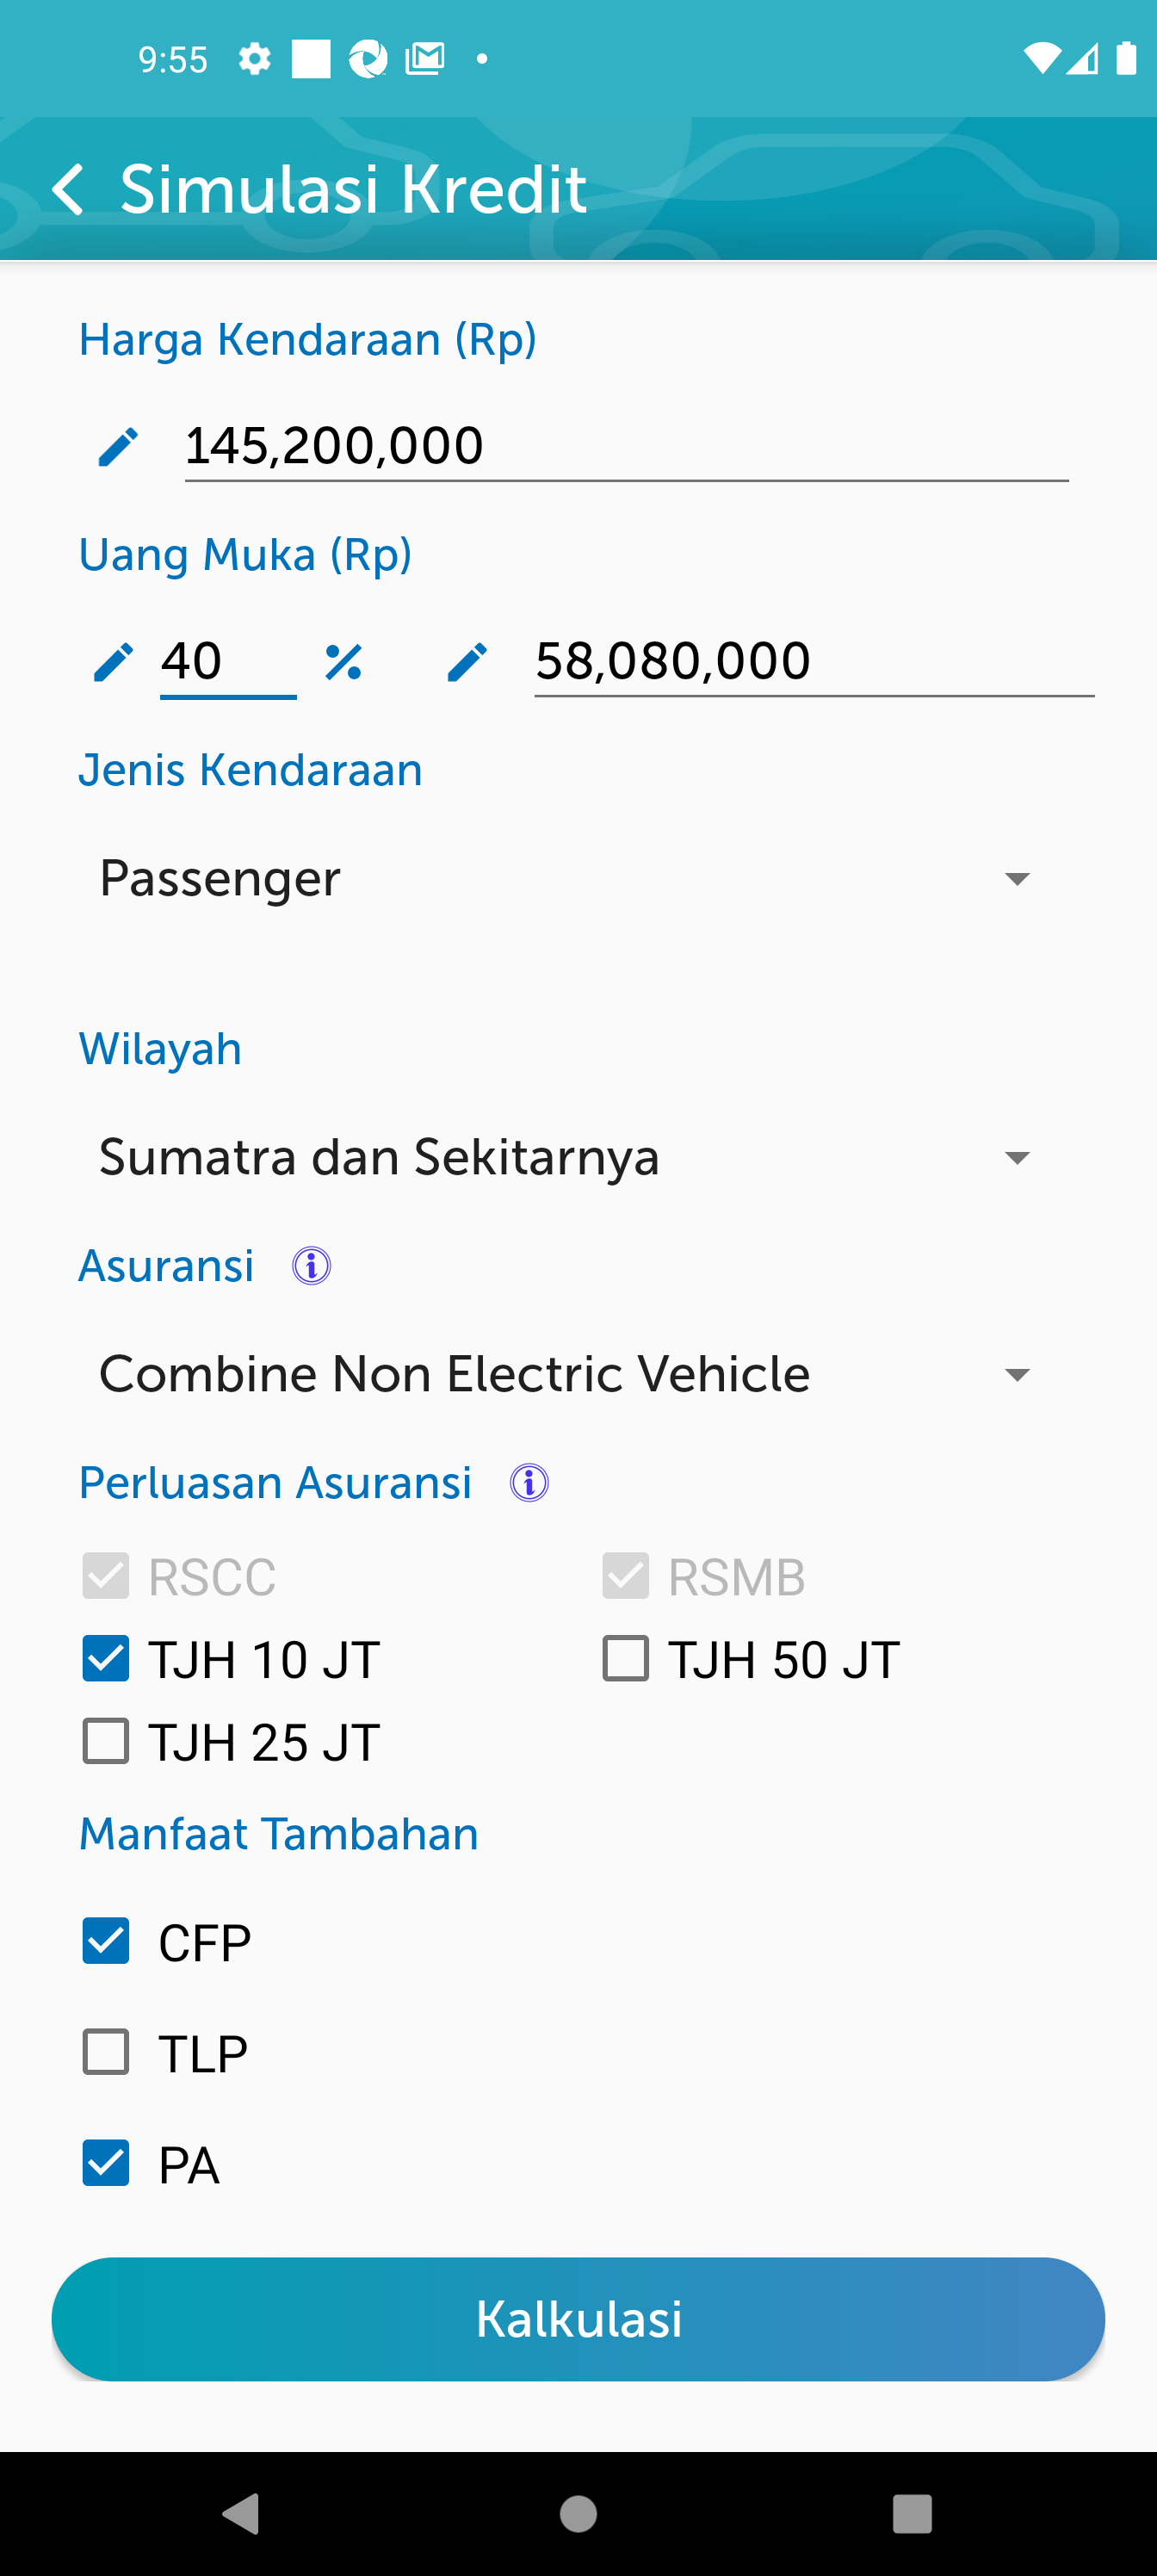 9:55
Simulasi Kredit
Harga Kendaraan (Rp)
145,200,000
Uang Muka (Rp)
40 % 58,080,000
Jenis Kendaraan
Passenger
Wilayah
Sumatra dan Sekitarnya
Asuransi
Combine Non Electric Vehicle
Perluasan Asuransi
RSCC RSMB
TJH 10 JT TJH 50 JT
TJH 25 JT
Manfaat Tambahan
CFP
TLP
PA
Kalkulasi